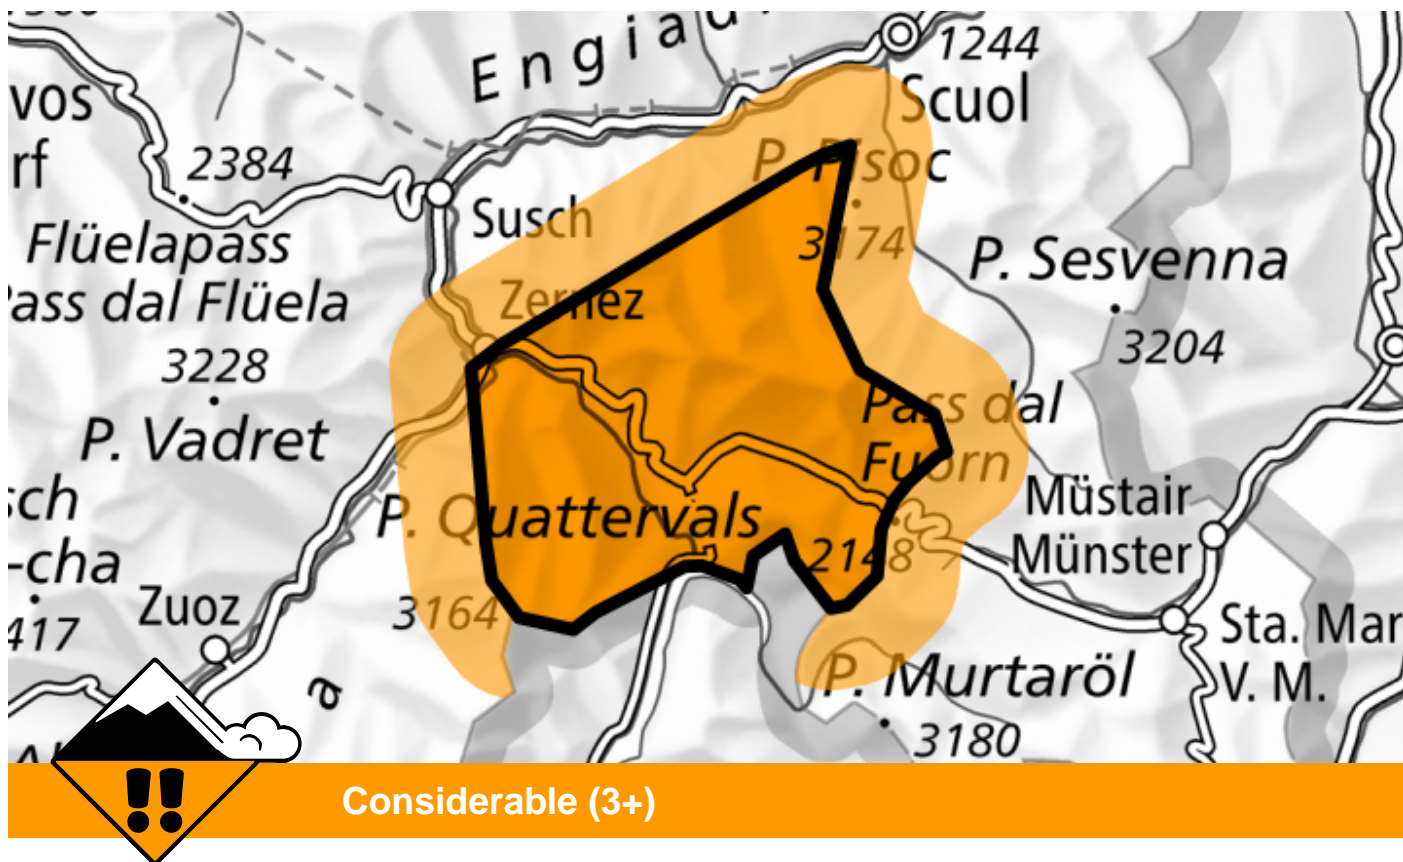 Engiad
1244
Scuol
vos
rf
2384
P. Pisoc
3174
Susch
Flüelapass
Pass dal Flüela
Zernez
P. Sesvenna
3204
3228
P. Vadret
Pass dal
Fuorn
2148
sch
-cha
417
P. Quattervals
3164
Müstair
Münster
Zuoz
Sta. Mar
V. M.
a
P. Murtaröl
3180
!!
Considerable (3+)